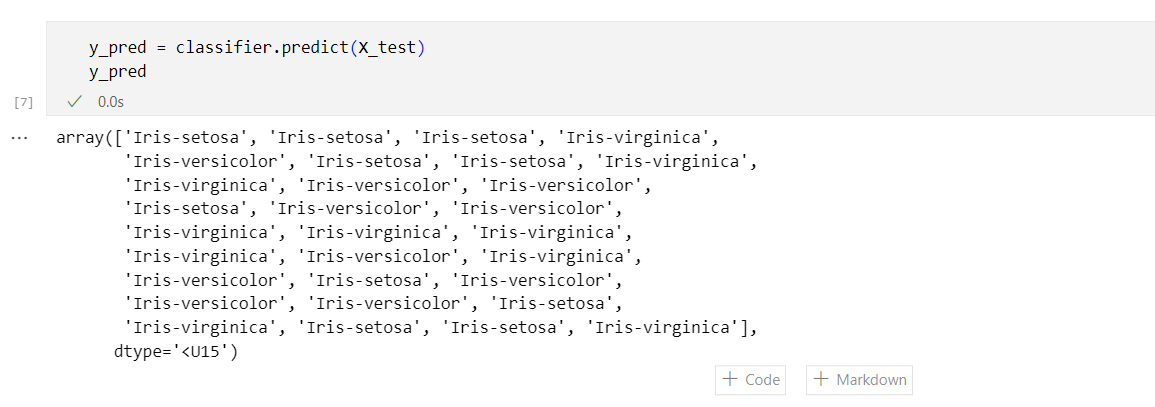 y_pred = classifier.predict(X_test)
y_pred
[7] ✓ 0.0s
... array(['Iris-setosa', 'Iris-setosa', 'Iris-setosa', 'Iris-virginica',
'Iris-versicolor', 'Iris-setosa', 'Iris-setosa', 'Iris-virginica',
'Iris-virginica', 'Iris-versicolor', 'Iris-versicolor',
'Iris-setosa', 'Iris-versicolor', 'Iris-versicolor',
'Iris-virginica', 'Iris-virginica', 'Iris-virginica',
'Iris-virginica', 'Iris-versicolor', 'Iris-virginica',
'Iris-versicolor', 'Iris-setosa', 'Iris-versicolor',
'Iris-versicolor', 'Iris-versicolor', 'Iris-setosa',
'Iris-virginica', 'Iris-setosa', 'Iris-setosa', 'Iris-virginica'],
dtype='<U15')
+ Code + Markdown